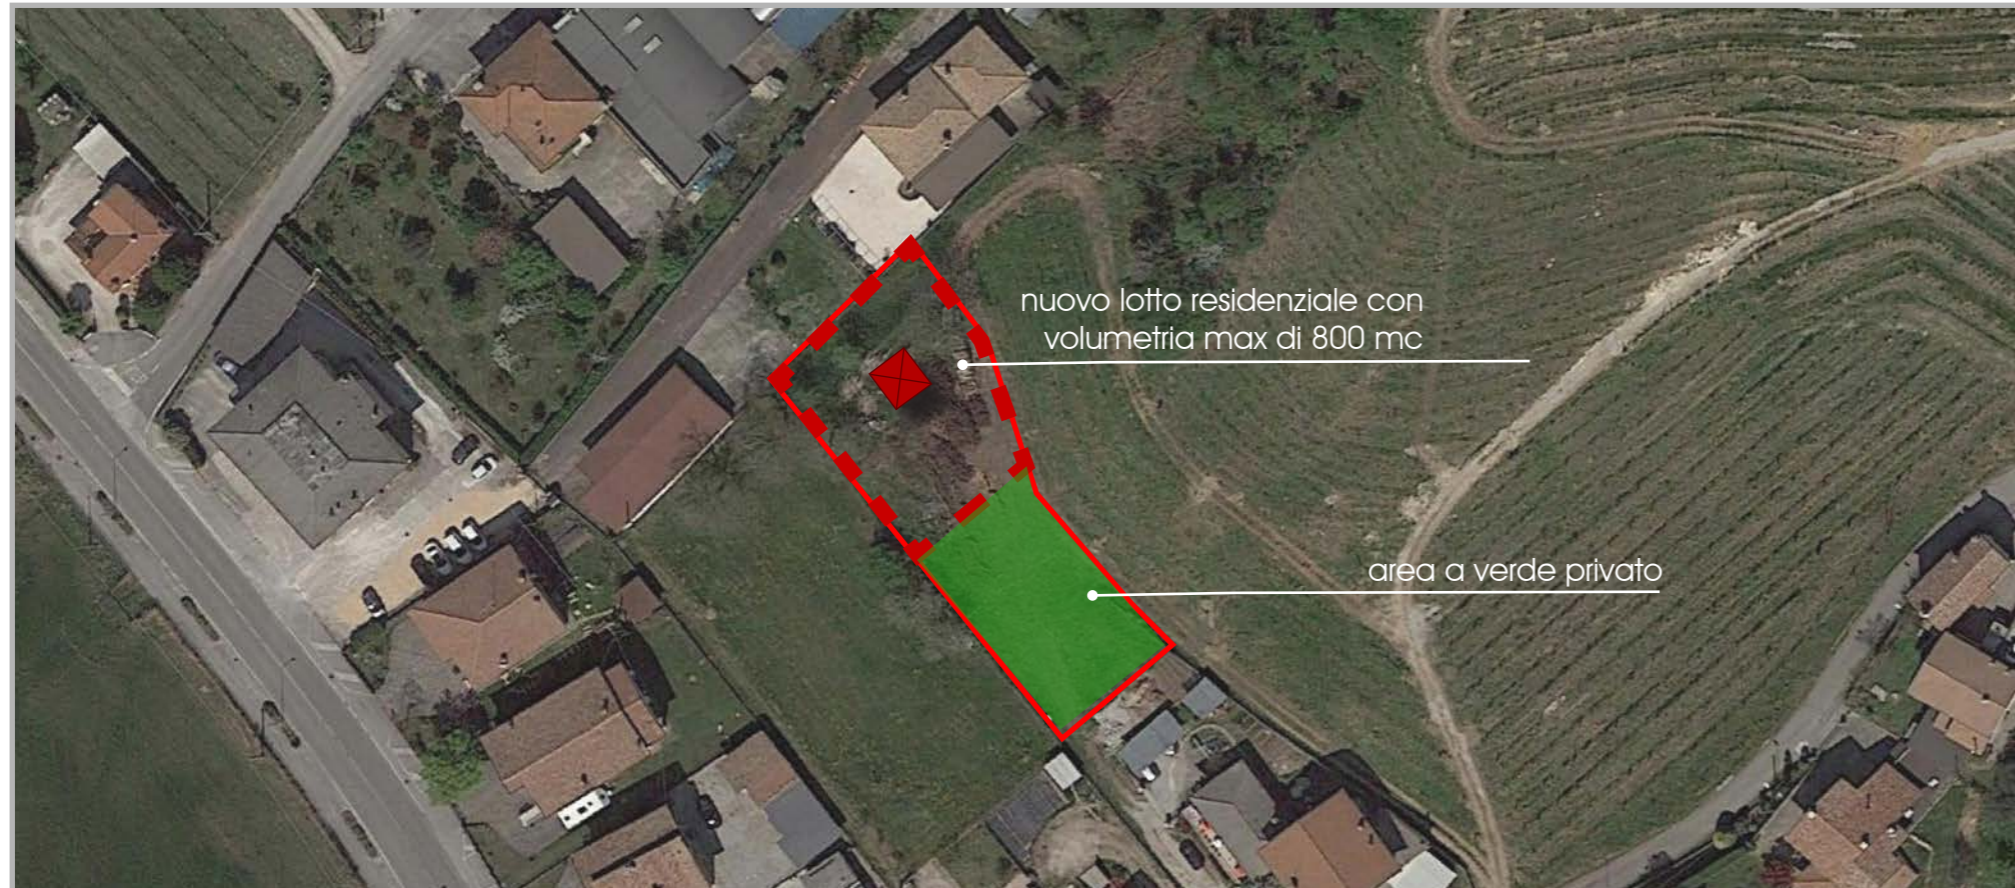 nuovo lotto residenziale con
volumetria max di 800 mc
area a verde privato